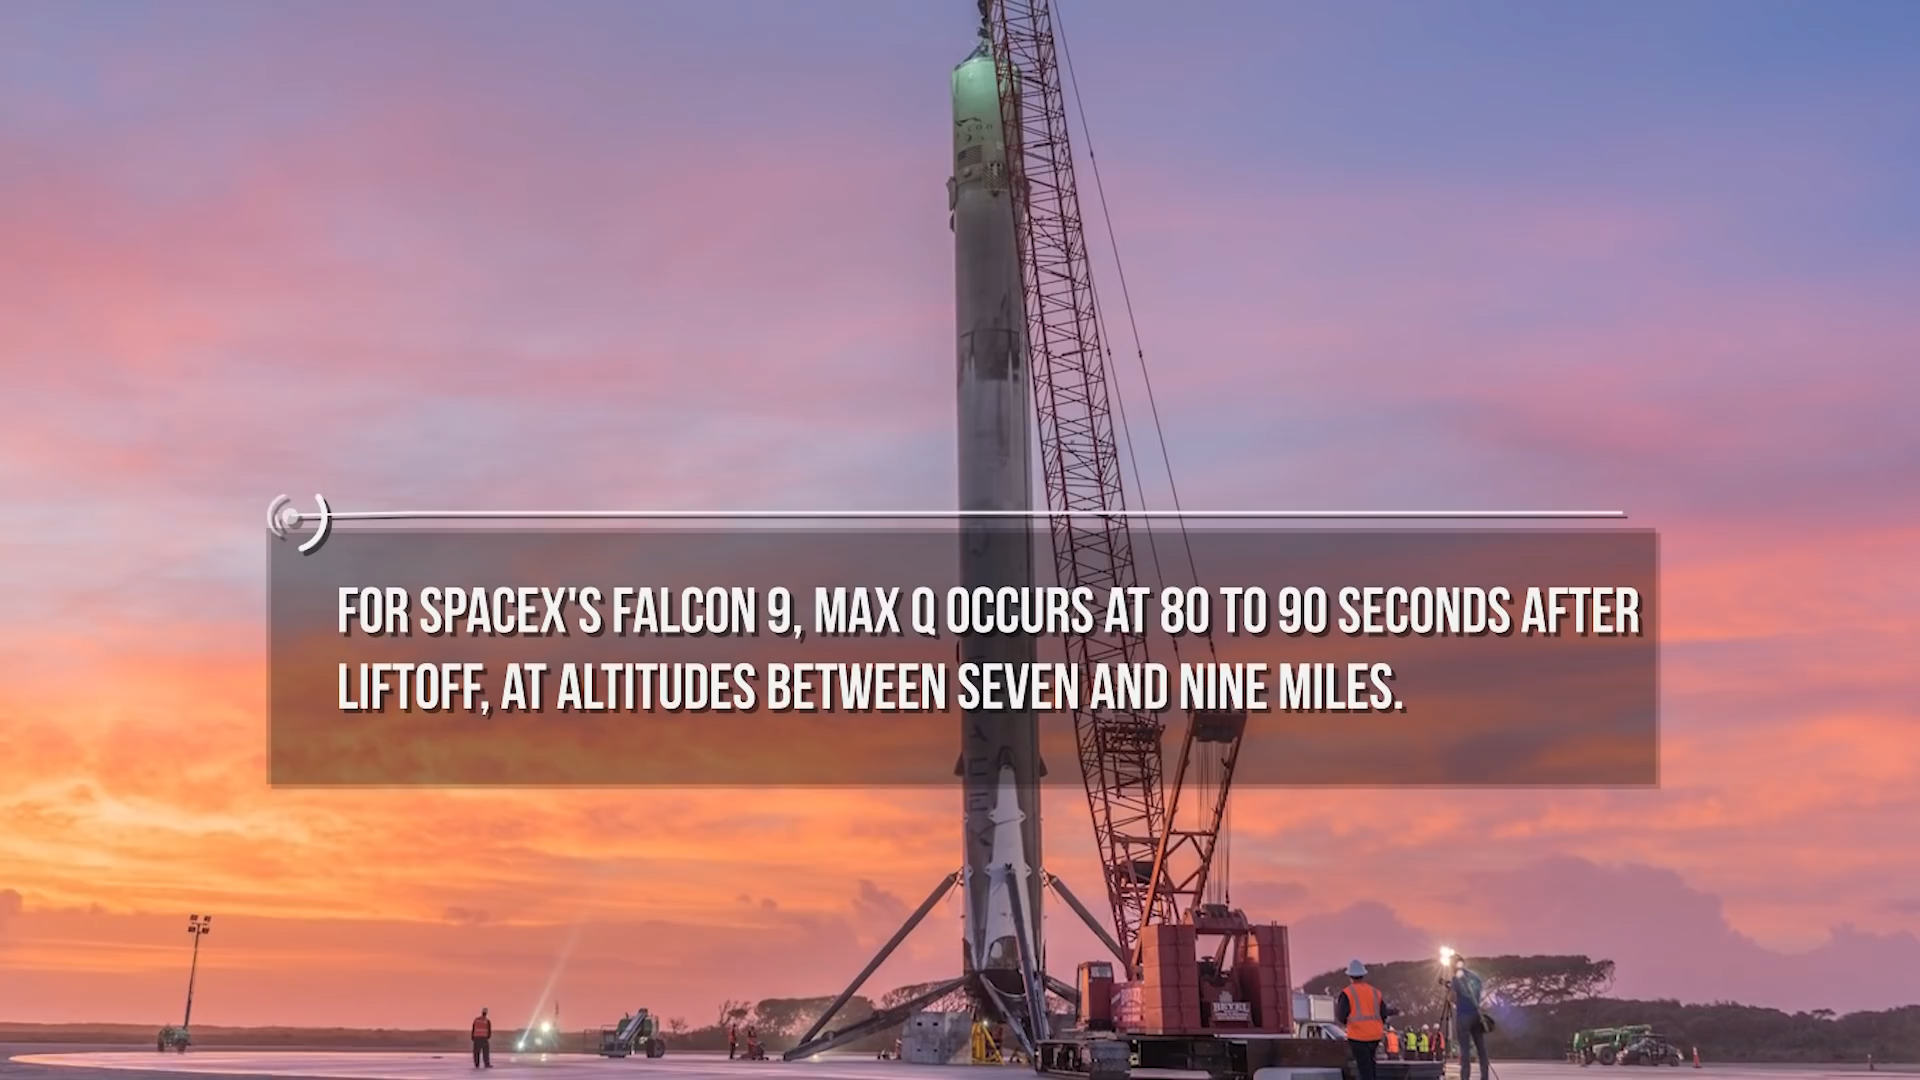 FOR SPACEX'S FALCON 9, MAX Q OCCURS AT 80 TO 90 SECONDS AFTER
LIFTOFF, AT ALTITUDES BETWEEN SEVEN AND NINE MILES.
BEYEL